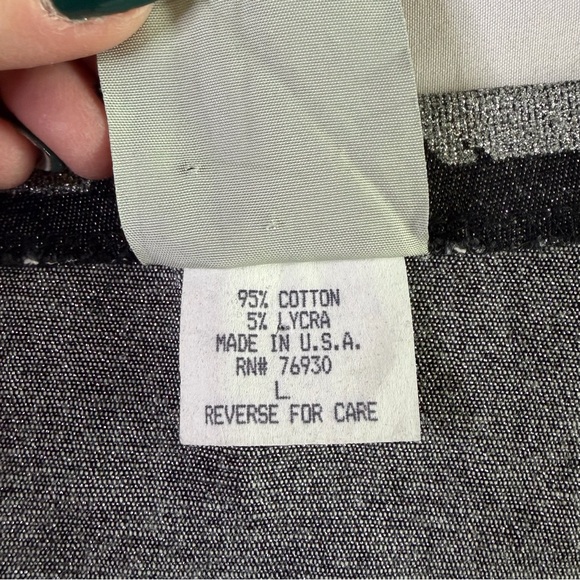 95% COTTON
5% LYCRA
MADE IN U.S.A.
RN# 76930
L
REVERSE FOR CARE